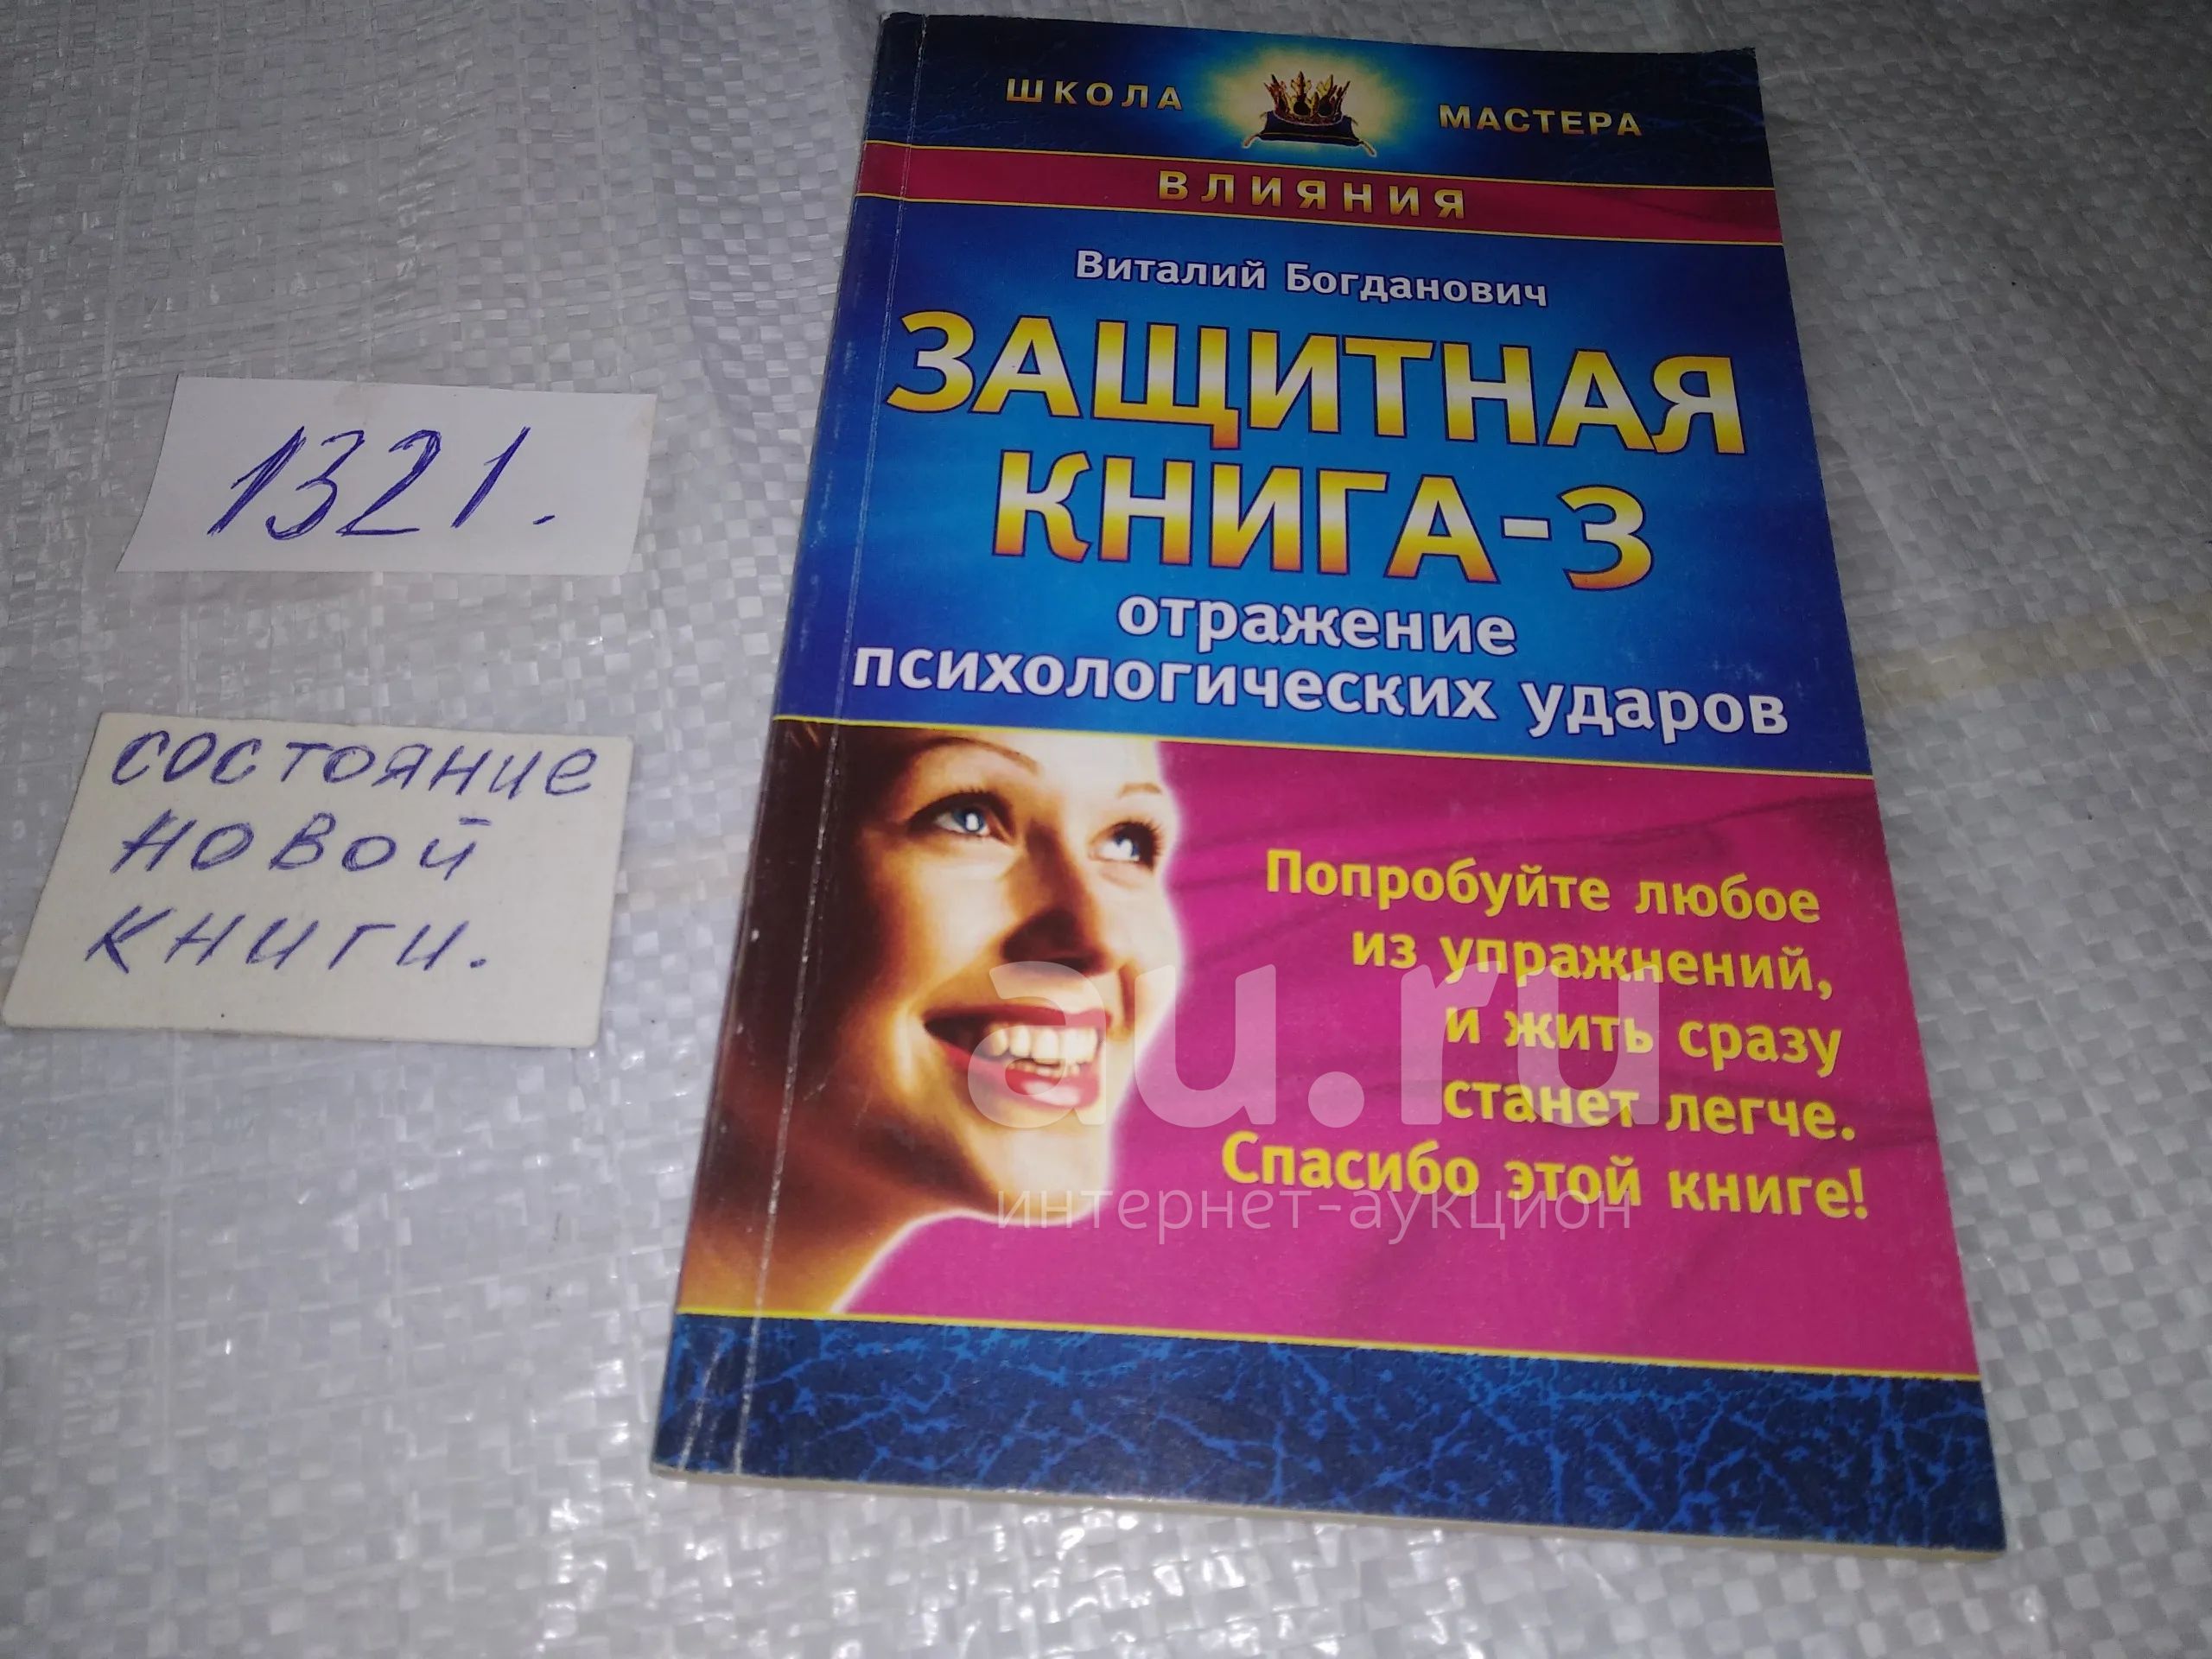 1321.
состояние
новой
книги.
ШКОЛА МАСТЕРА
ВЛИЯНИЯ
Виталий Богданович
ЗАЩИТНАЯ
КНИГА-3
отражение
психологических ударов
Попробуйте любое
из упражнений,
и жить сразу
станет легче.
Спасибо этой книге!
au.ru
интернет-аукцион